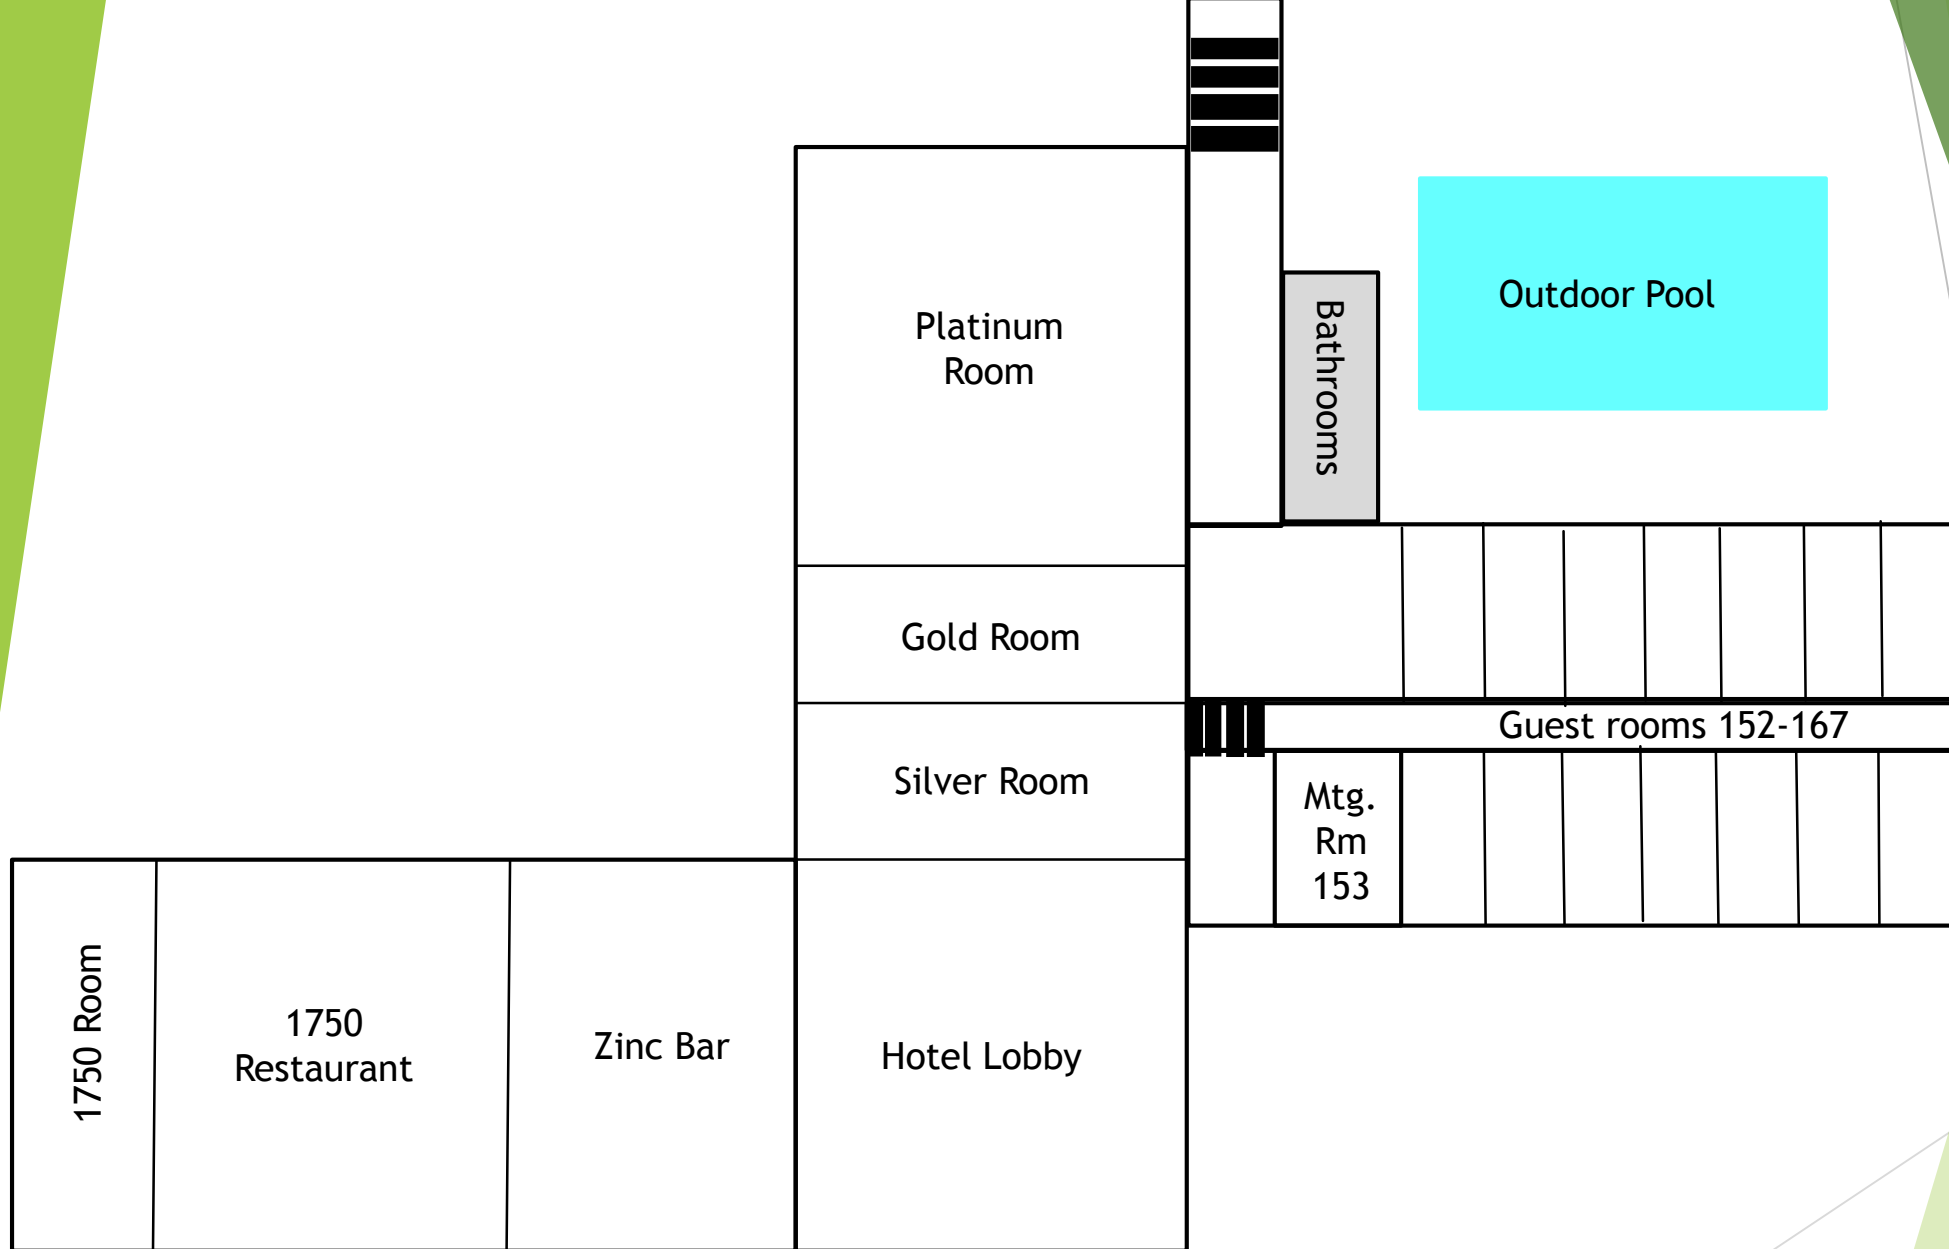 Platinum
Room
Outdoor Pool
Bathrooms
Gold Room
Guest rooms 152-167
Silver Room
Mtg.
Rm
153
1750 Room
1750
Restaurant
Zinc Bar
Hotel Lobby